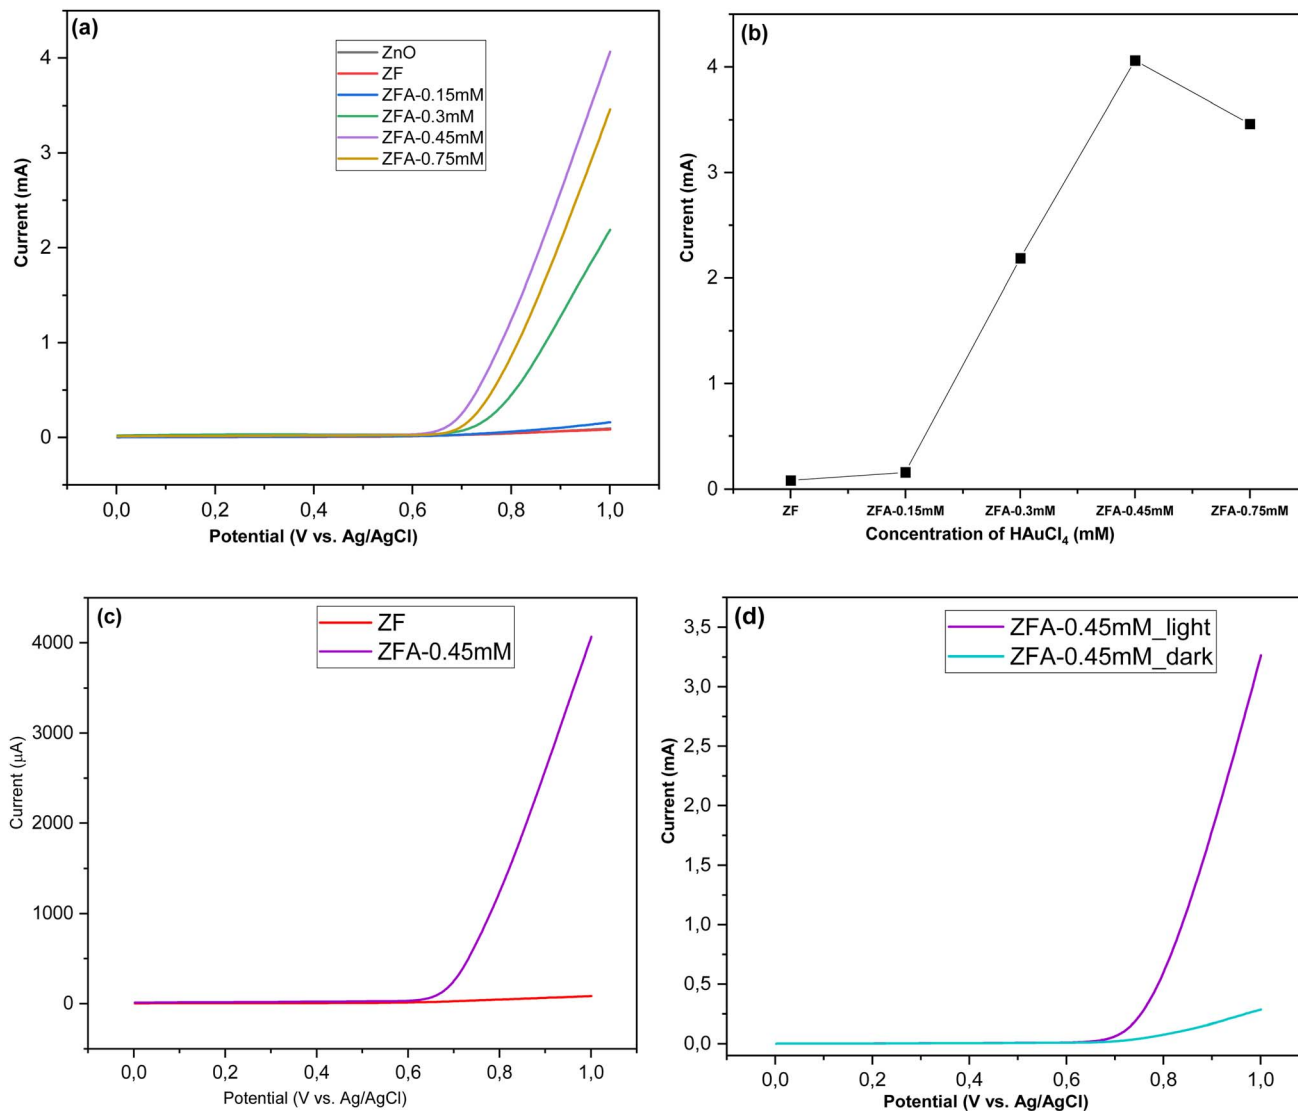 (a)
ZnO
ZF
ZFA-0.15mM
ZFA-0.3mM
ZFA-0.45mM
ZFA-0.75mM
4
3
2
1
0
Current (mA)
0,0 0,2 0,4 0,6 0,8 1,0
Potential (V vs. Ag/AgCl)
(b)
4
3
2
1
0
Current (mA)
ZF ZFA-0.15mM ZFA-0.3mM ZFA-0.45mM ZFA-0.75mM
Concentration of HAuCl4 (mM)
(c)
ZF
ZFA-0.45mM
4000
3000
2000
1000
0
Current (μA)
0,0 0,2 0,4 0,6 0,8 1,0
Potential (V vs. Ag/AgCl)
(d)
ZFA-0.45mM_light
ZFA-0.45mM_dark
3,5
3,0
2,5
2,0
1,5
1,0
0,5
0,0
Current (mA)
0,0 0,2 0,4 0,6 0,8 1,0
Potential (V vs. Ag/AgCl)